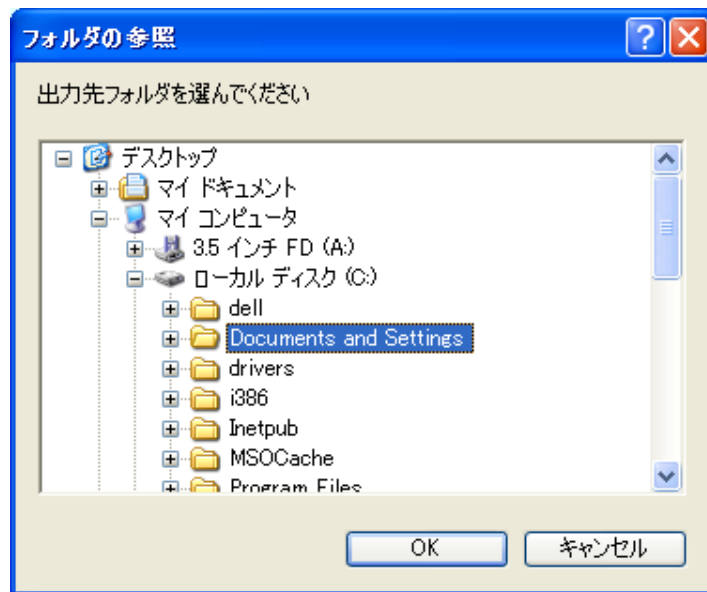 フォルダの参照
出力先フォルダを選んでください
デスクトップ
マイ ドキュメント
マイ コンピュータ
3.5 インチ FD (A:)
ローカル ディスク (C:)
dell
Documents and Settings
drivers
i386
Inetpub
MSOCache
Program Files
OK
キャンセル